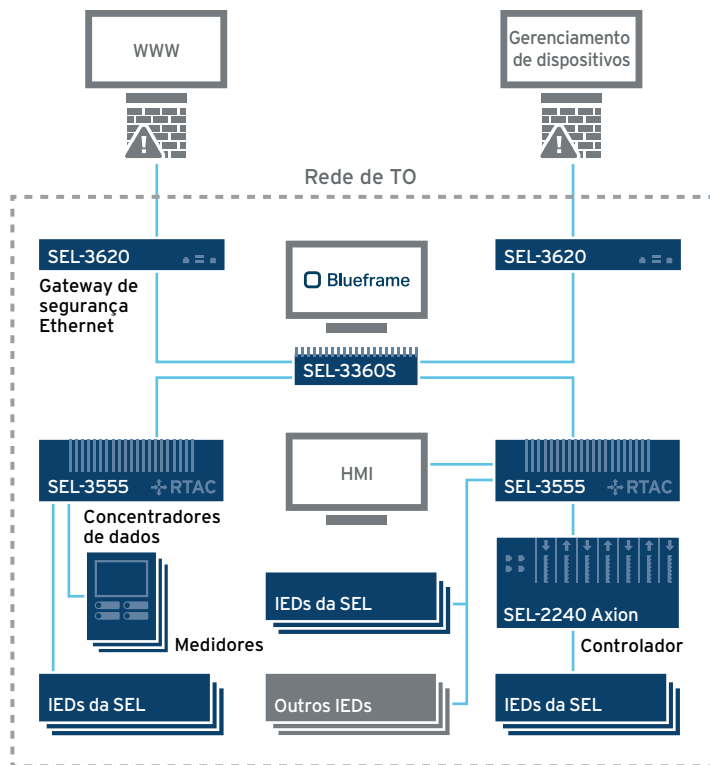 WWW
Gerenciamento
de dispositivos
!
!
Rede de TO
SEL-3620
Gateway de
segurança
Ethernet
Blueframe
SEL-3620
SEL-3360S
SEL-3555
RTAC
Concentradores
de dados
HMI
SEL-3555
RTAC
Medidores
IEDs da SEL
SEL-2240 Axion
Controlador
IEDs da SEL
Outros IEDs
IEDs da SEL